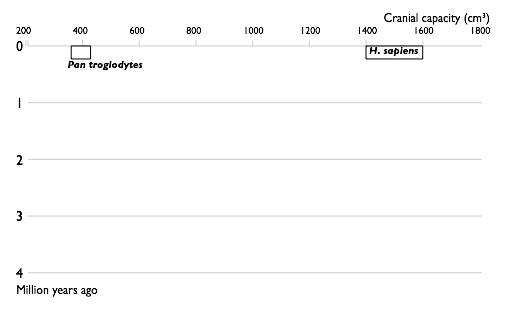 Cranial capacity (cm³)
200 400 600 800 1000 1200 1400 1600 1800
0
H. sapiens
Pan troglodytes
1
2
3
4
Million years ago